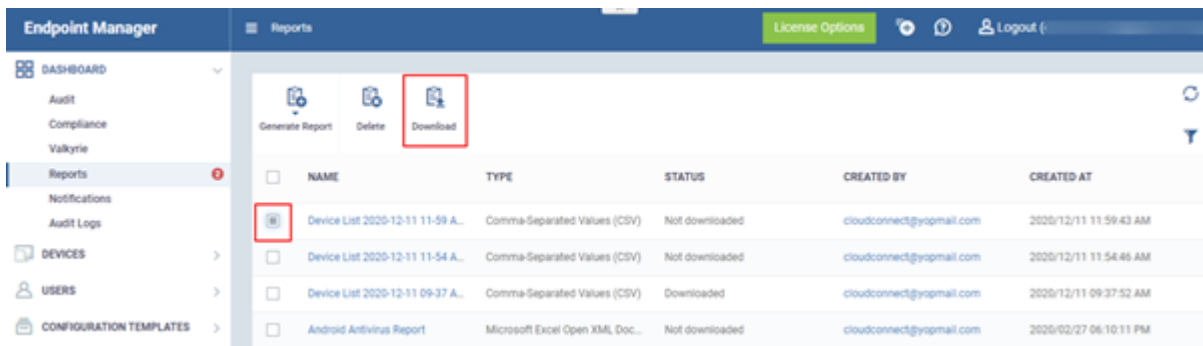 Endpoint Manager
Reports
License Options
Logout (
DASHBOARD
Audit
Compliance
Valkyrie
Reports 2
Notifications
Audit Logs
DEVICES
USERS
CONFIGURATION TEMPLATES
Generate Report Delete Download
NAME TYPE STATUS CREATED BY CREATED AT
Device List 2020-12-11 11-59 A... Comma-Separated Values (CSV) Not downloaded cloudconnect@yopmail.com 2020/12/11 11:59:43 AM
Device List 2020-12-11 11-54 A... Comma-Separated Values (CSV) Not downloaded cloudconnect@yopmail.com 2020/12/11 11:54:46 AM
Device List 2020-12-11 09-37 A... Comma-Separated Values (CSV) Downloaded cloudconnect@yopmail.com 2020/12/11 09:37:52 AM
Android Antivirus Report Microsoft Excel Open XML Doc... Not downloaded cloudconnect@yopmail.com 2020/02/27 06:10:11 PM